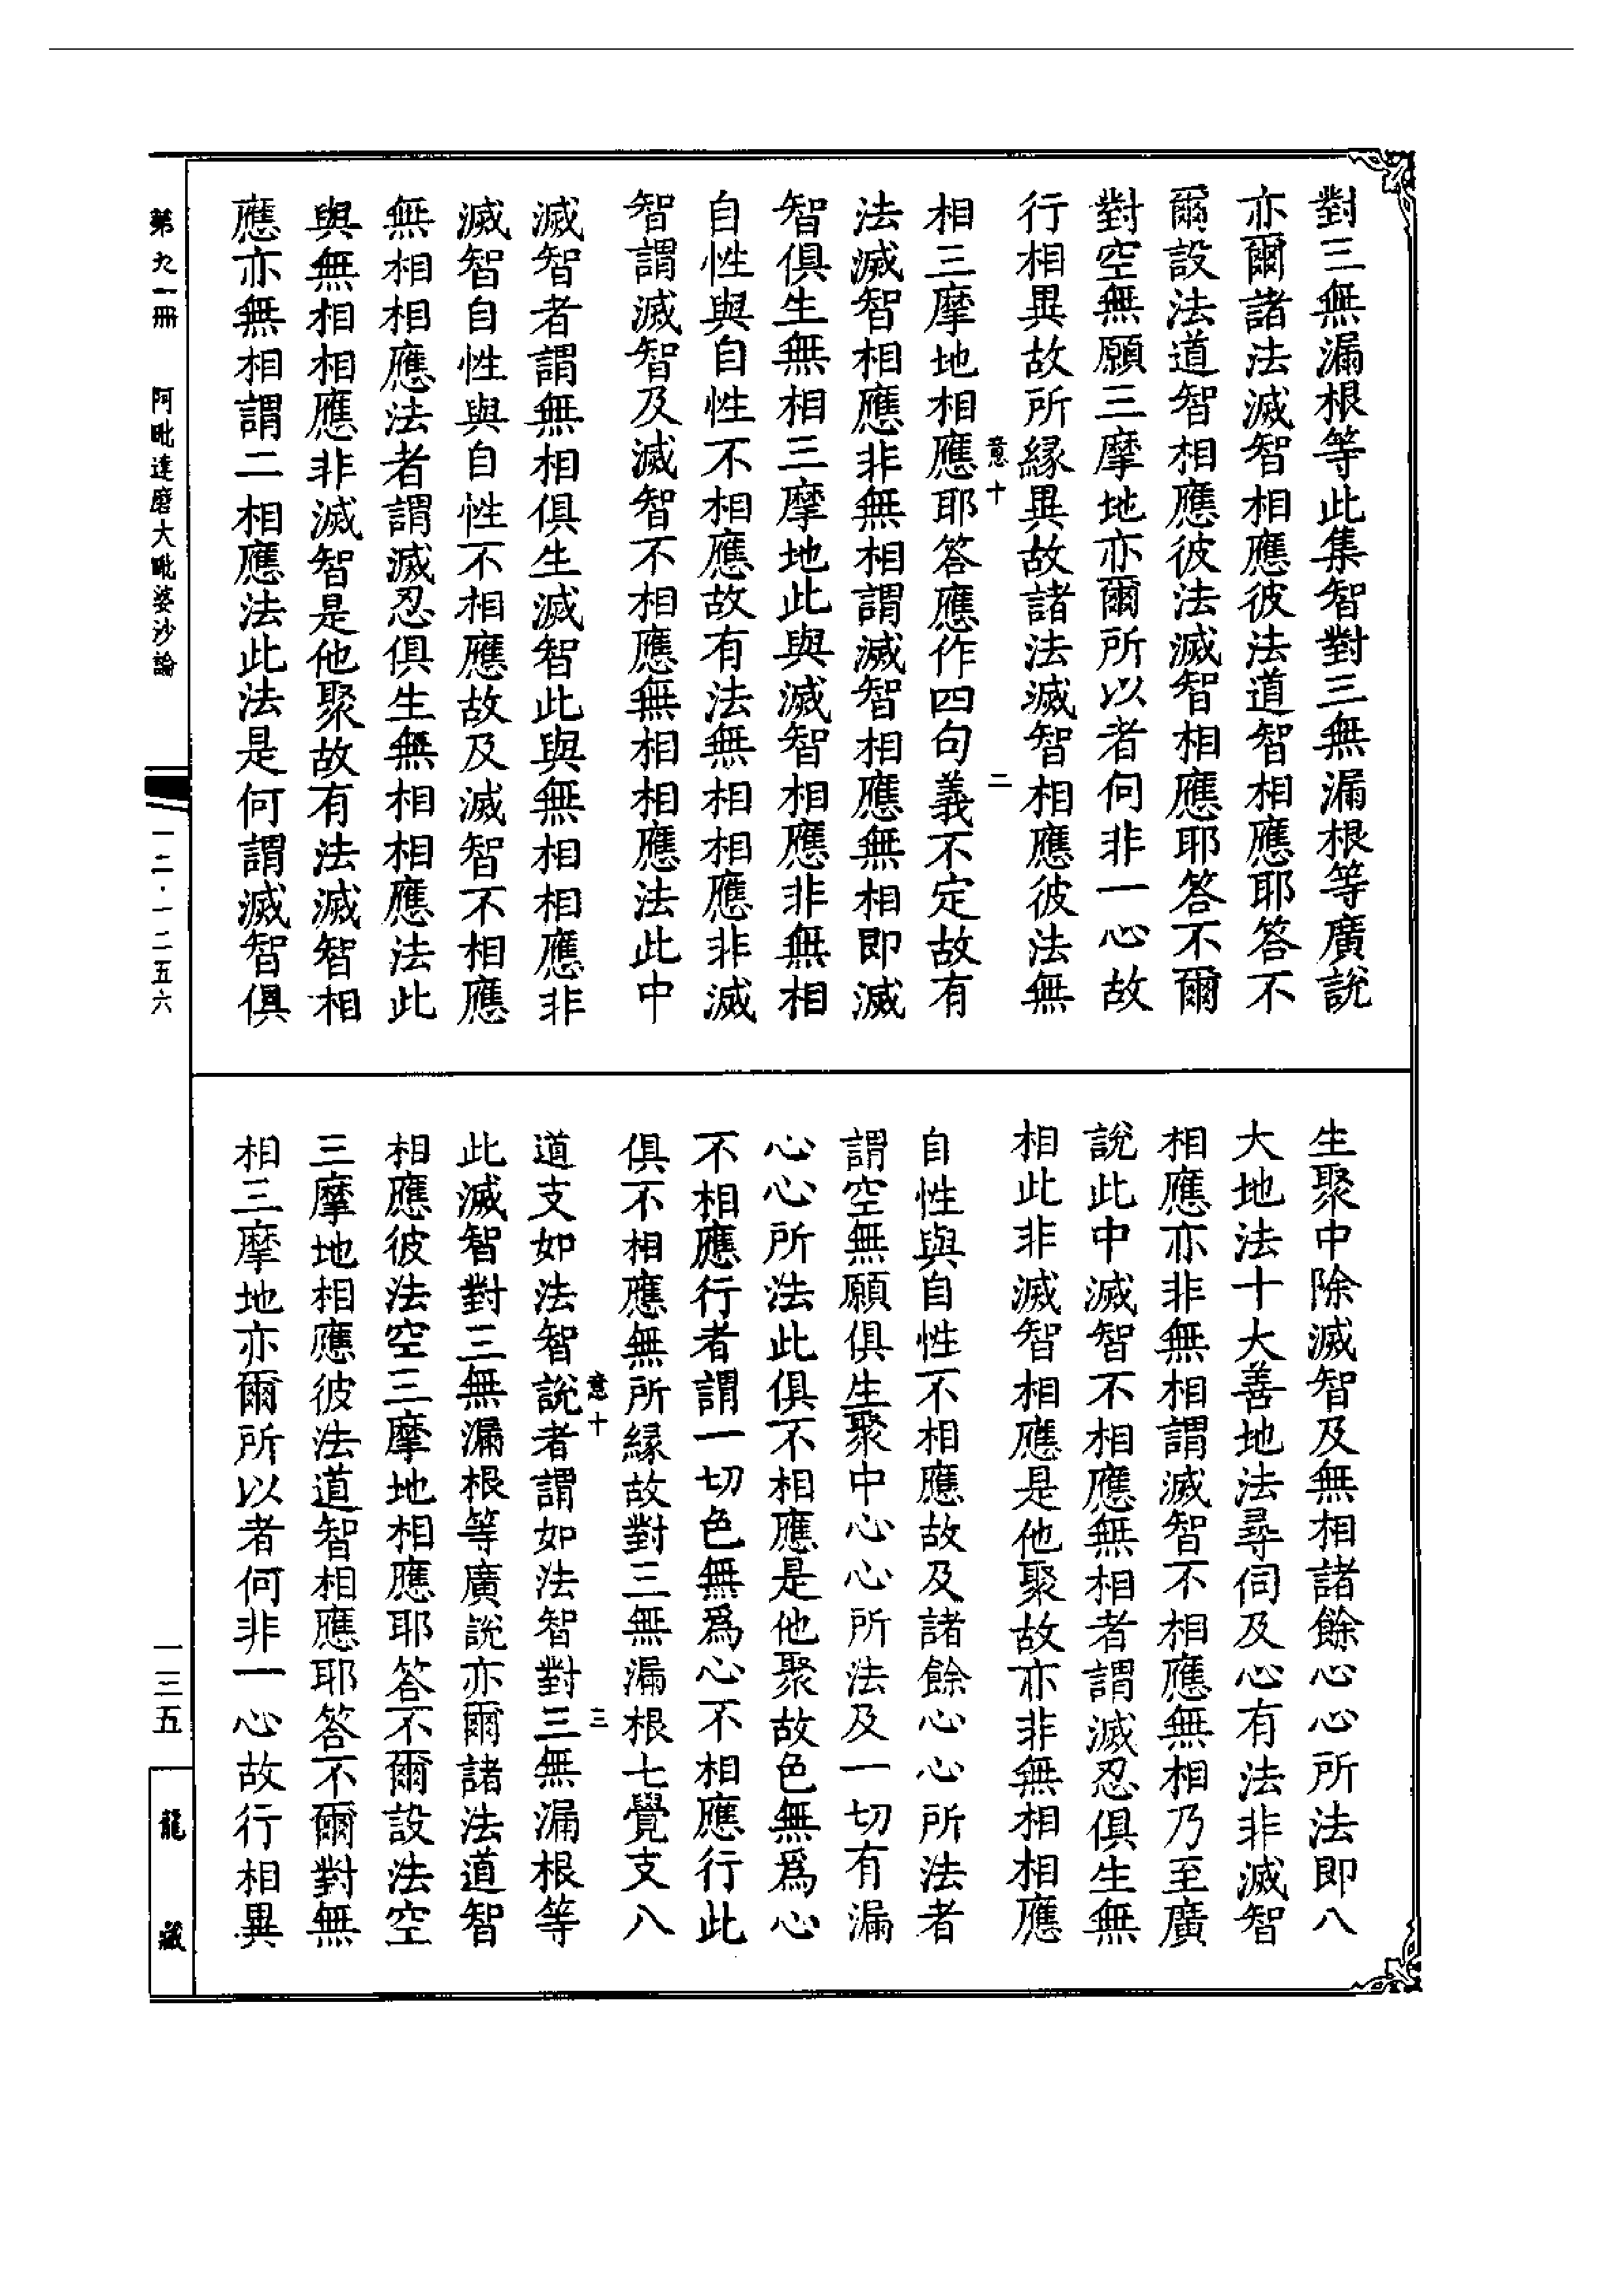 對三無漏根等此集智對三無漏根等廣說
亦爾諸法滅智相應彼法道智相應耶答不
爾設法道智相應彼法滅智相應耶答不爾
對空無願三摩地亦爾所以者何非一心故
行相異故所緣異故諸法滅智相應彼法無
意十
二
相三摩地相應耶答應作四句義不定故有
法滅智相應非無相謂滅智相應無相即滅
智俱生無相三摩地此與滅智相應非無相
自性與自性不相應故有法無相相應非滅
智謂滅智及滅智不相應無相相應法此中
滅智者謂無相俱生滅智此與無相相應非
滅智自性與自性不相應故及滅智不相應
無相相應法者謂滅忍俱生無相相應法此
與無相相應非滅智是他聚故有法滅智相
應亦無相謂二相應法此法是何謂滅智俱
生聚中除滅智及無相諸餘心心所法即八
大地法十大善地法尋伺及心有法非滅智
相應亦非無相謂滅智不相應無相乃至廣
說此中滅智不相應無相者謂滅忍俱生無
相此非滅智相應是他聚故亦非無相相應
自性與自性不相應故及諸餘心心所法者
謂空無願俱生聚中心心所法及一切有漏
心心所法此俱不相應是他聚故色無爲心
不相應行者謂一切色無爲心不相應行此
俱不相應無所緣故對三無漏根七覺支八
意十
三
道支如法智說者謂如法智對三無漏根等
此滅智對三無漏根等廣說亦爾諸法道智
相應彼法空三摩地相應耶答不爾設法空
三摩地相應彼法道智相應耶答不爾對無
相三摩地亦爾所以者何非一心故行相異
第九一冊 阿毗達磨大毗婆沙論
一二·一二五六
一三五
龍藏